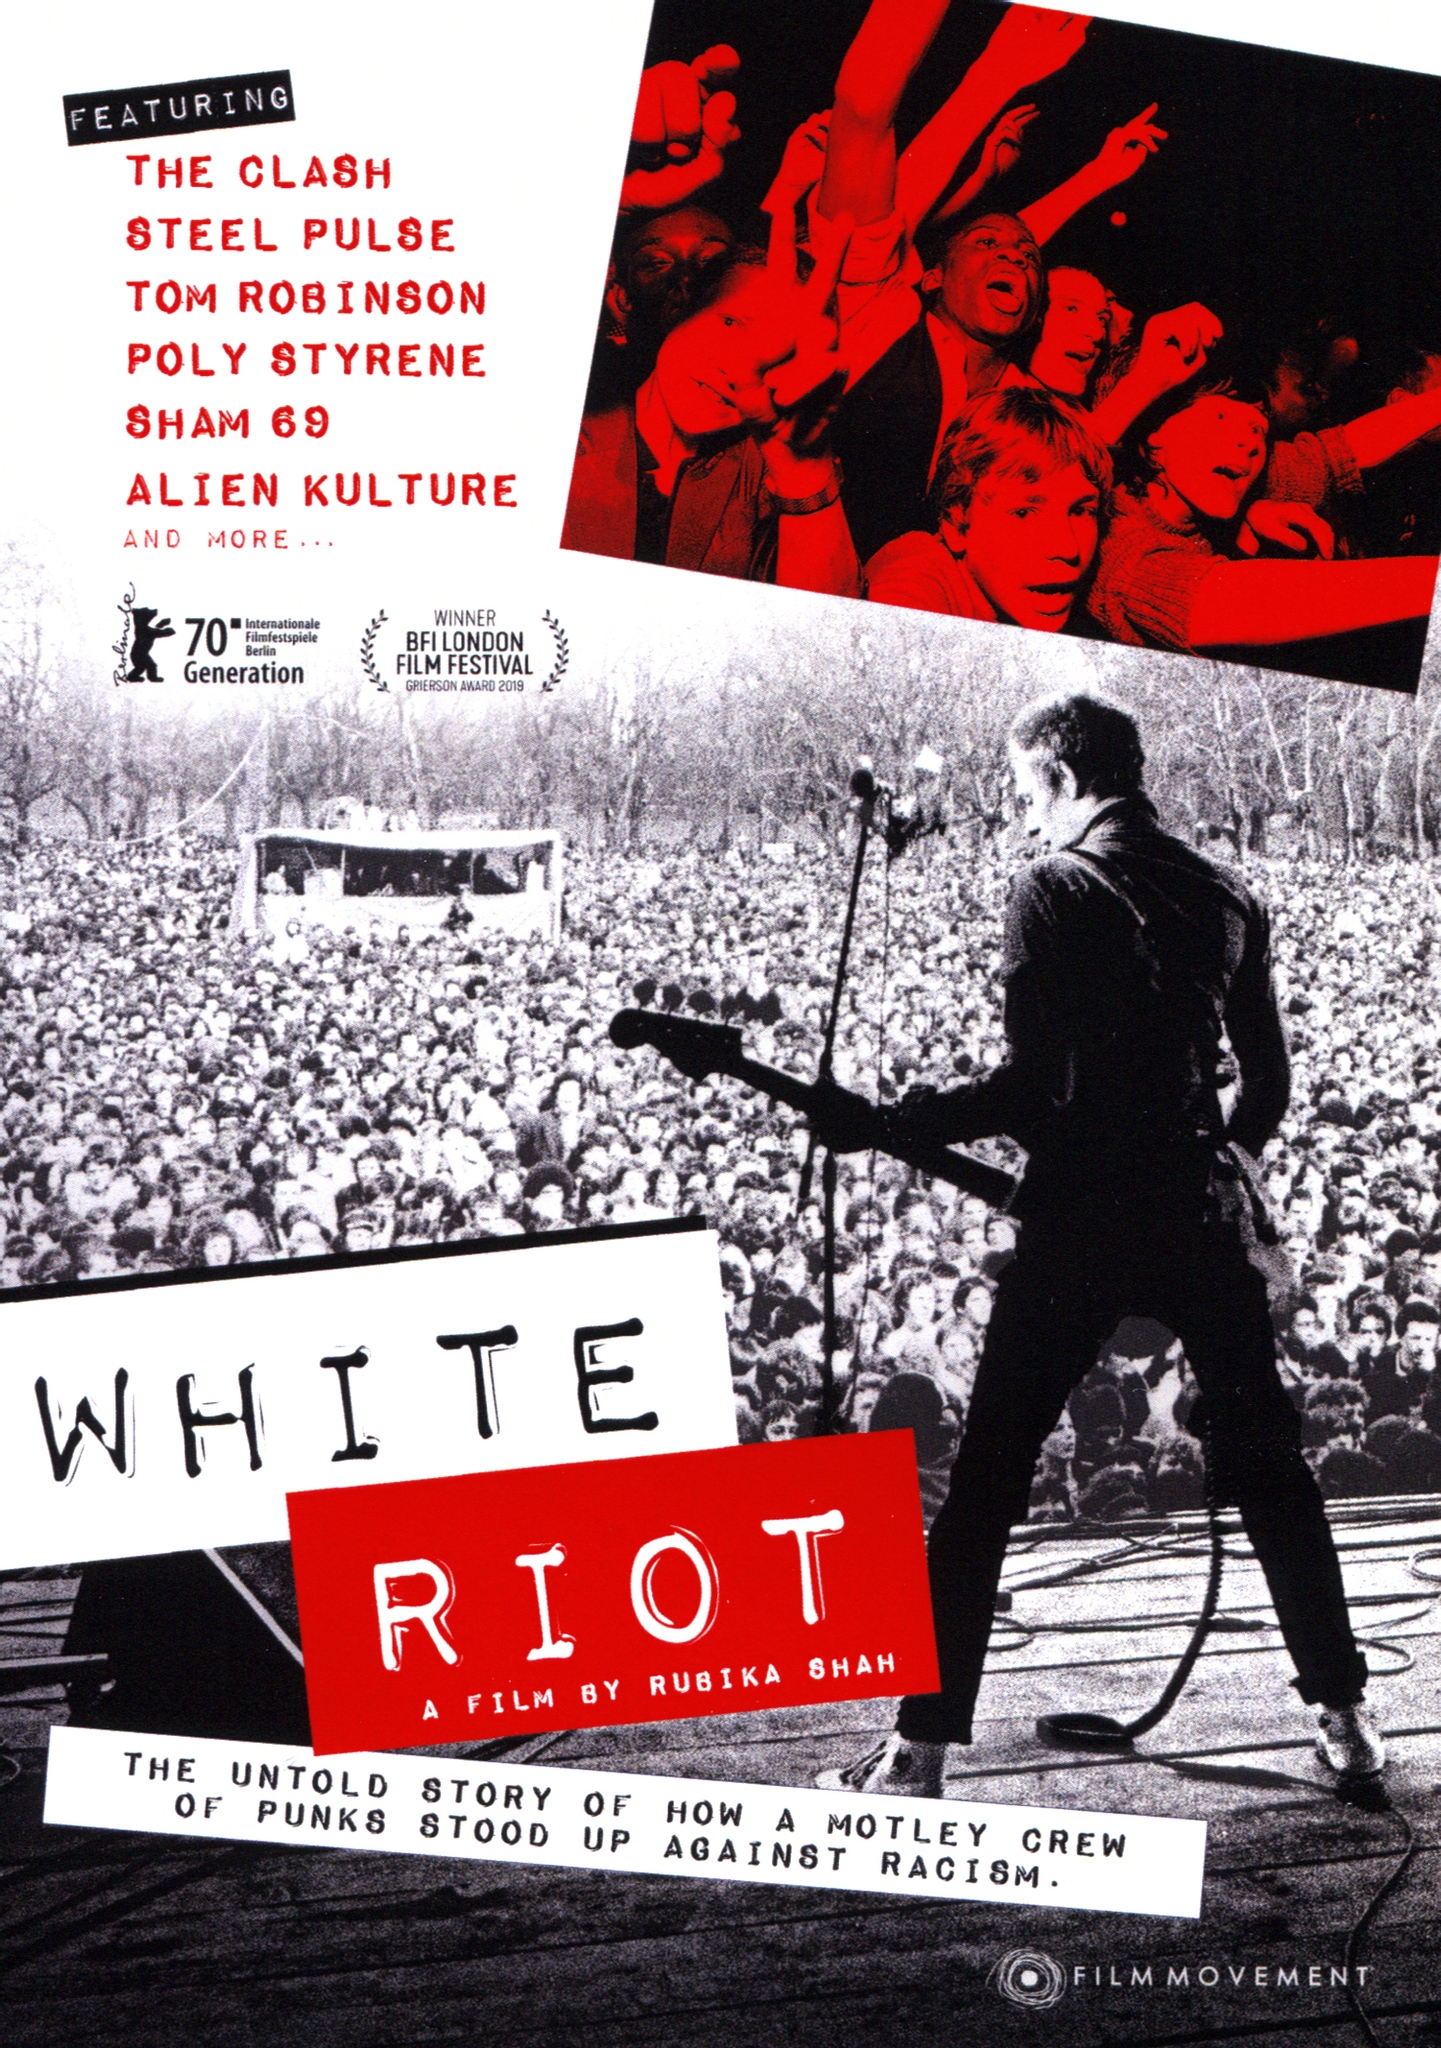 FEATURING
THE CLASH
STEEL PULSE
TOM ROBINSON
POLY STYRENE
SHAM 69
ALIEN KULTURE
AND MORE...
Berlinale
70
Internationale
Filmfestspiele
Berlin
Generation
WINNER
BFI LONDON
FILM FESTIVAL
GRIERSON AWARD 2019
WHITE
RIOT
A FILM BY RUBIKA SHAH
THE UNTOLD STORY OF HOW A MOTLEY CREW
OF PUNKS STOOD UP AGAINST RACISM.
FILM MOVEMENT